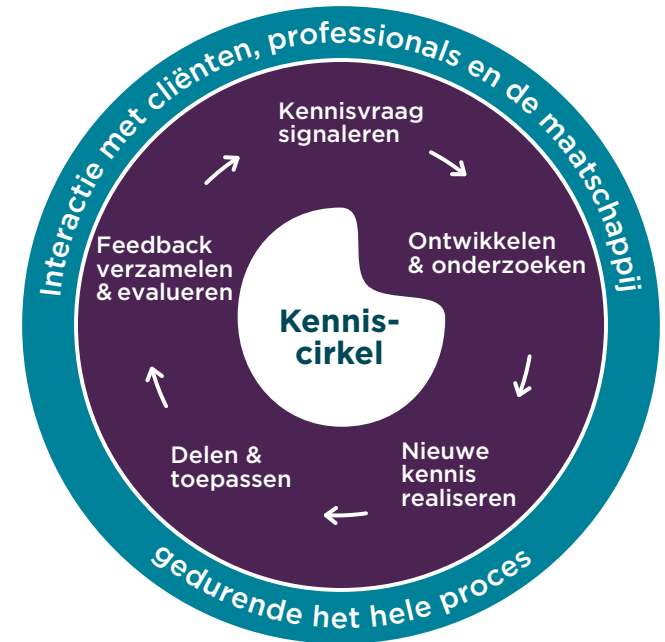 Interactie met cliënten, professionals en de maatschappij
Kennisvraag
signaleren
Ontwikkelen
& onderzoeken
Nieuwe
kennis
realiseren
Delen &
toepassen
Feedback
verzamelen
& evalueren
Kennis-
cirkel
gedurende het hele proces